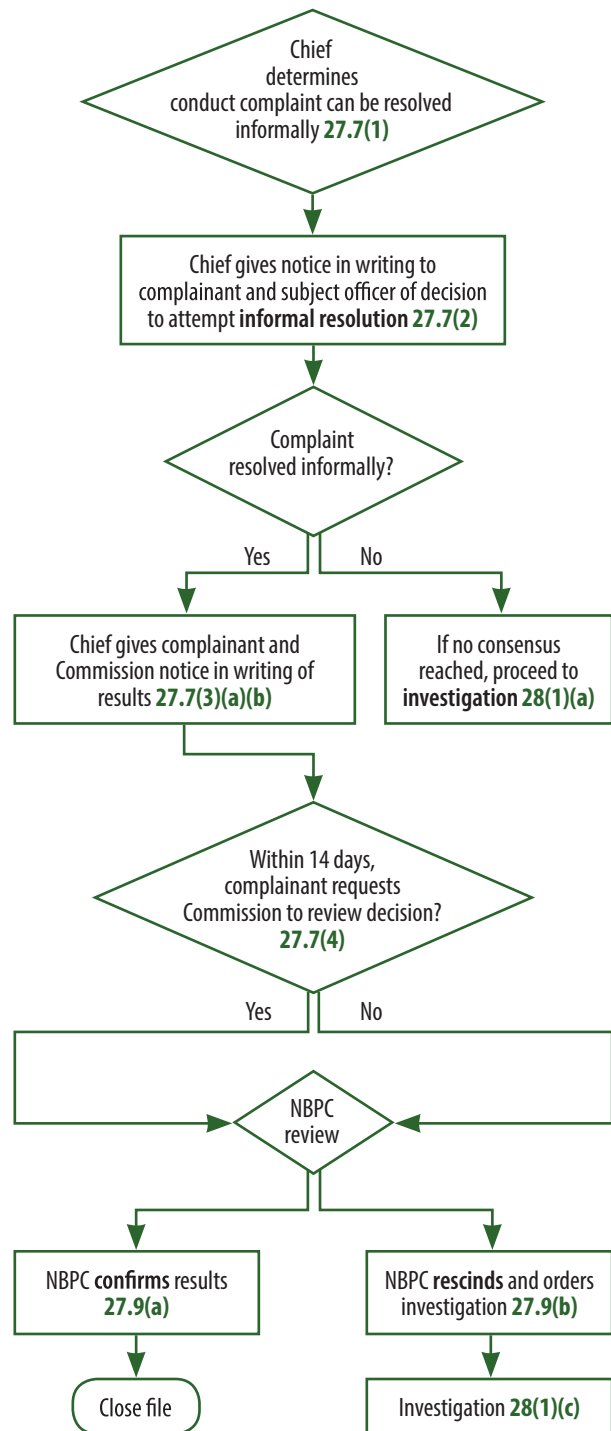 Chief
determines
conduct complaint can be resolved
informally 27.7(1)
Chief gives notice in writing to
complainant and subject officer of decision
to attempt informal resolution 27.7(2)
Complaint
resolved informally?
Yes
No
Chief gives complainant and
Commission notice in writing of
results 27.7(3)(a)(b)
If no consensus
reached, proceed to
investigation 28(1)(a)
Within 14 days,
complainant requests
Commission to review decision?
27.7(4)
Yes
No
NBPC
review
NBPC confirms results
27.9(a)
NBPC rescinds and orders
investigation 27.9(b)
Close file
Investigation 28(1)(c)